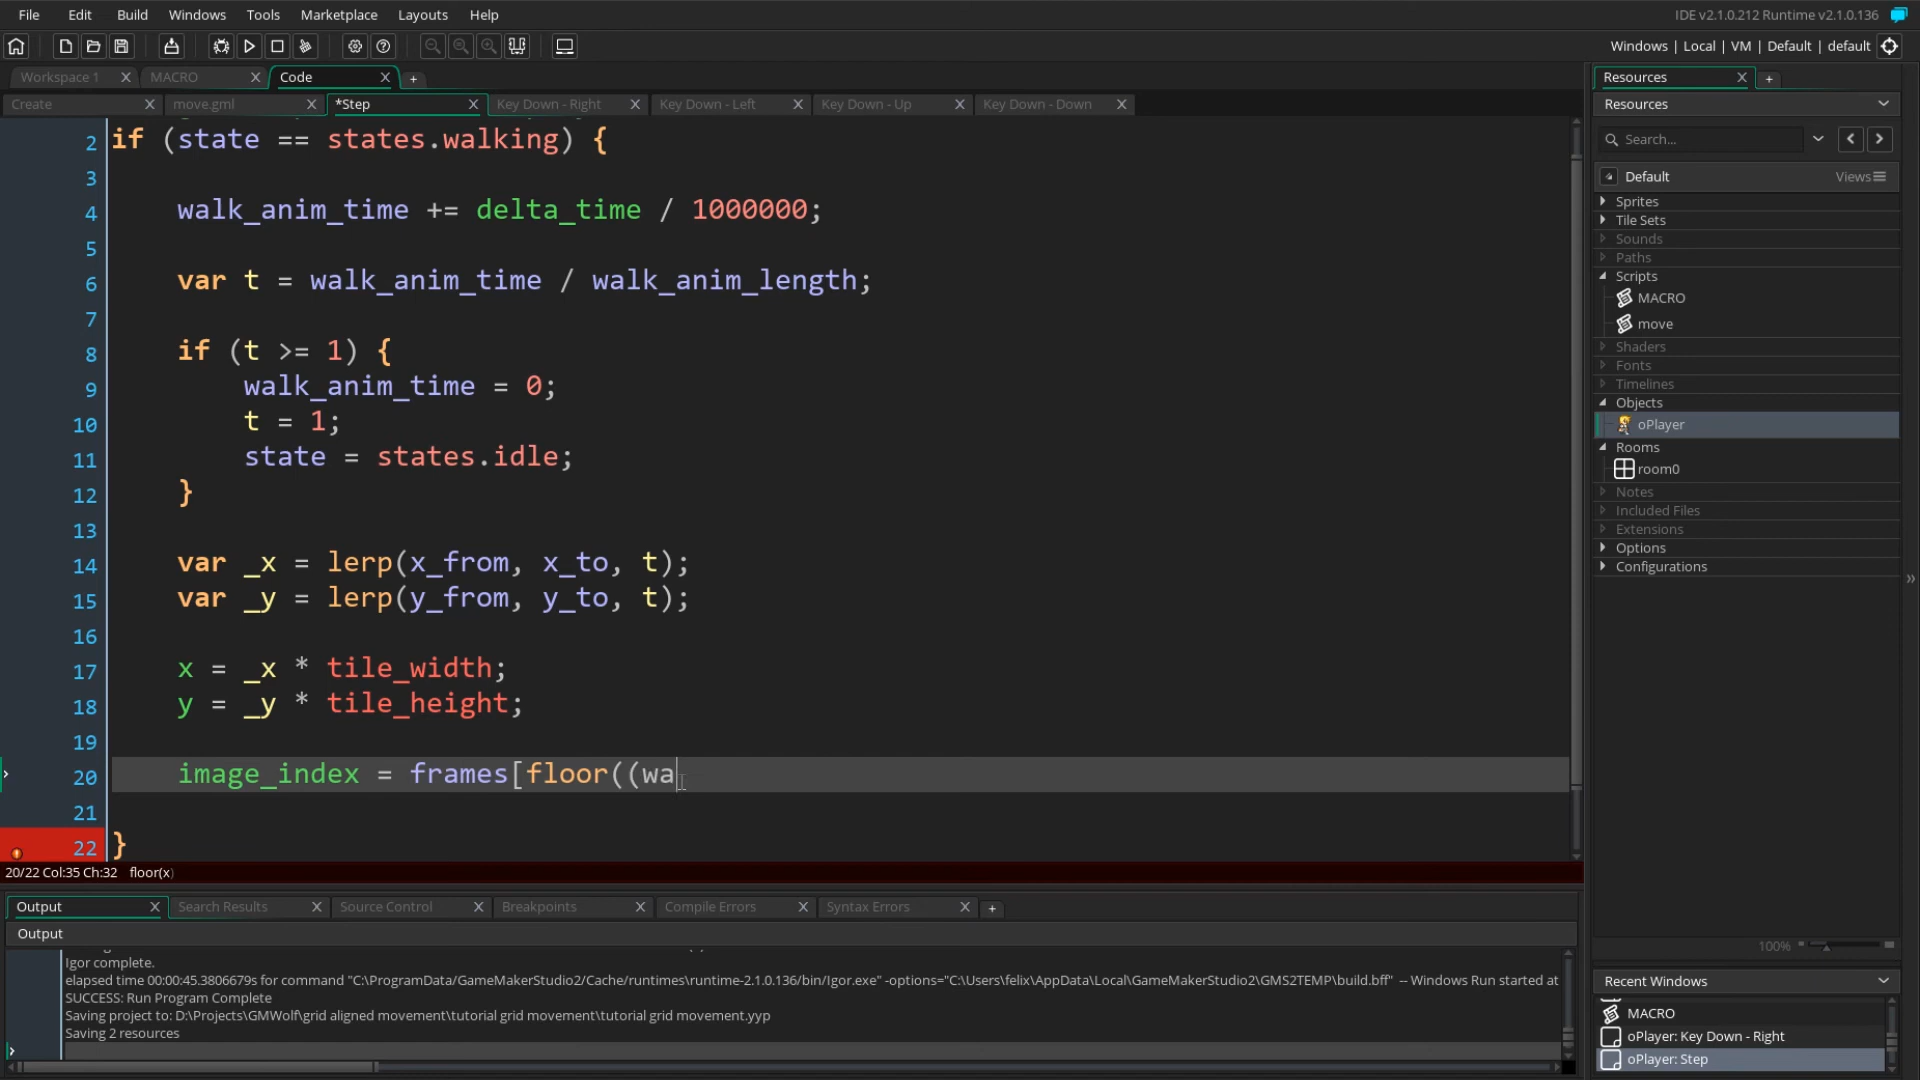 File Edit Build Windows Tools Marketplace Layouts Help IDE v2.1.0.212 Runtime v2.1.0.136
Windows | Local | VM | Default | default
Workspace 1 MACRO Code
Create move.gml *Step Key Down - Right Key Down - Left Key Down - Up Key Down - Down
2 if (state == states.walking) {
3
4 walk_anim_time += delta_time / 1000000;
5
6 var t = walk_anim_time / walk_anim_length;
7
8 if (t >= 1) {
9 walk_anim_time = 0;
10 t = 1;
11 state = states.idle;
12 }
13
14 var _x = lerp(x_from, x_to, t);
15 var _y = lerp(y_from, y_to, t);
16
17 x = _x * tile_width;
18 y = _y * tile_height;
19
20 image_index = frames[floor((wa
21
22 }
20/22 Col:35 Ch:32 floor(x)
Output Search Results Source Control Breakpoints Compile Errors Syntax Errors
Output
Igor complete.
elapsed time 00:00:45.3806679s for command "C:\ProgramData/GameMakerStudio2/Cache/runtimes\runtime-2.1.0.136/bin/Igor.exe" -options="C:\Users\felix\AppData\Local\GameMakerStudio2\GMS2TEMP\build.bff" -- Windows Run started at
SUCCESS: Run Program Complete
Saving project to: D:\Projects\GMWolf\grid aligned movement\tutorial grid movement\tutorial grid movement.yyp
Saving 2 resources
Resources
Resources
Search...
Default Views
Sprites
Tile Sets
Sounds
Paths
Scripts
MACRO
move
Shaders
Fonts
Timelines
Objects
oPlayer
Rooms
room0
Notes
Included Files
Extensions
Options
Configurations
100%
Recent Windows
MACRO
oPlayer: Key Down - Right
oPlayer: Step